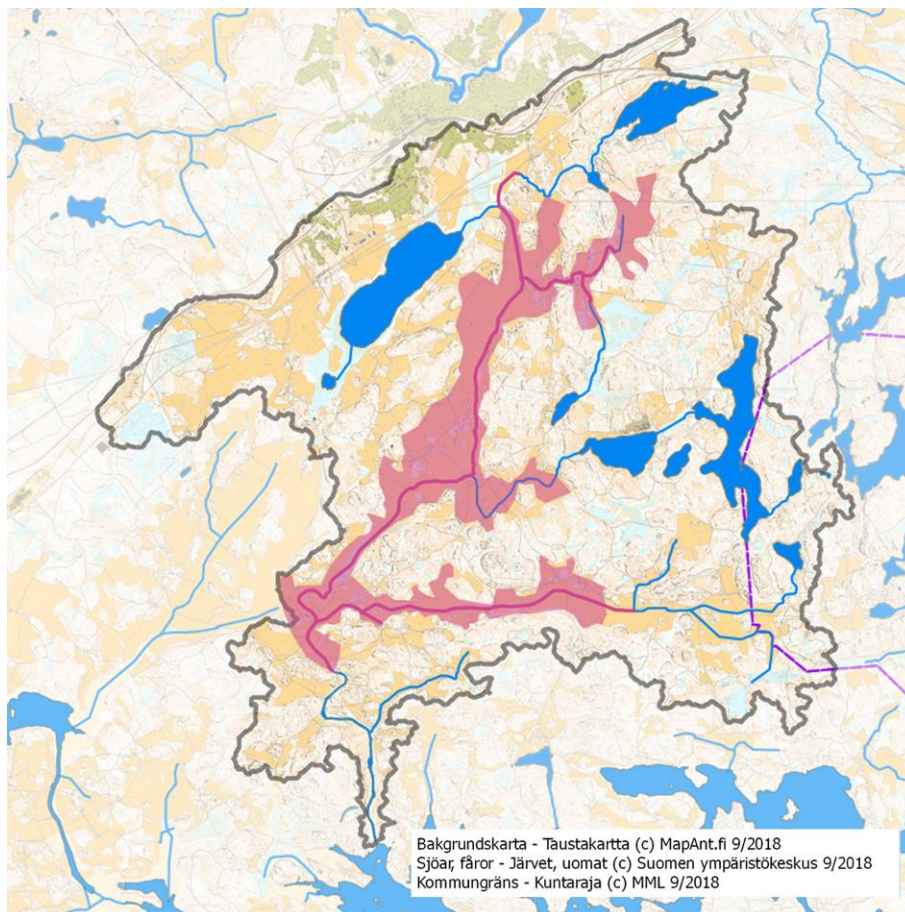 Bakgrundskarta - Taustakartta (c) MapAnt.fi 9/2018
Sjöar, fåror - Järvet, uomat (c) Suomen ympäristökeskus 9/2018
Kommungräns - Kuntaraja (c) MML 9/2018